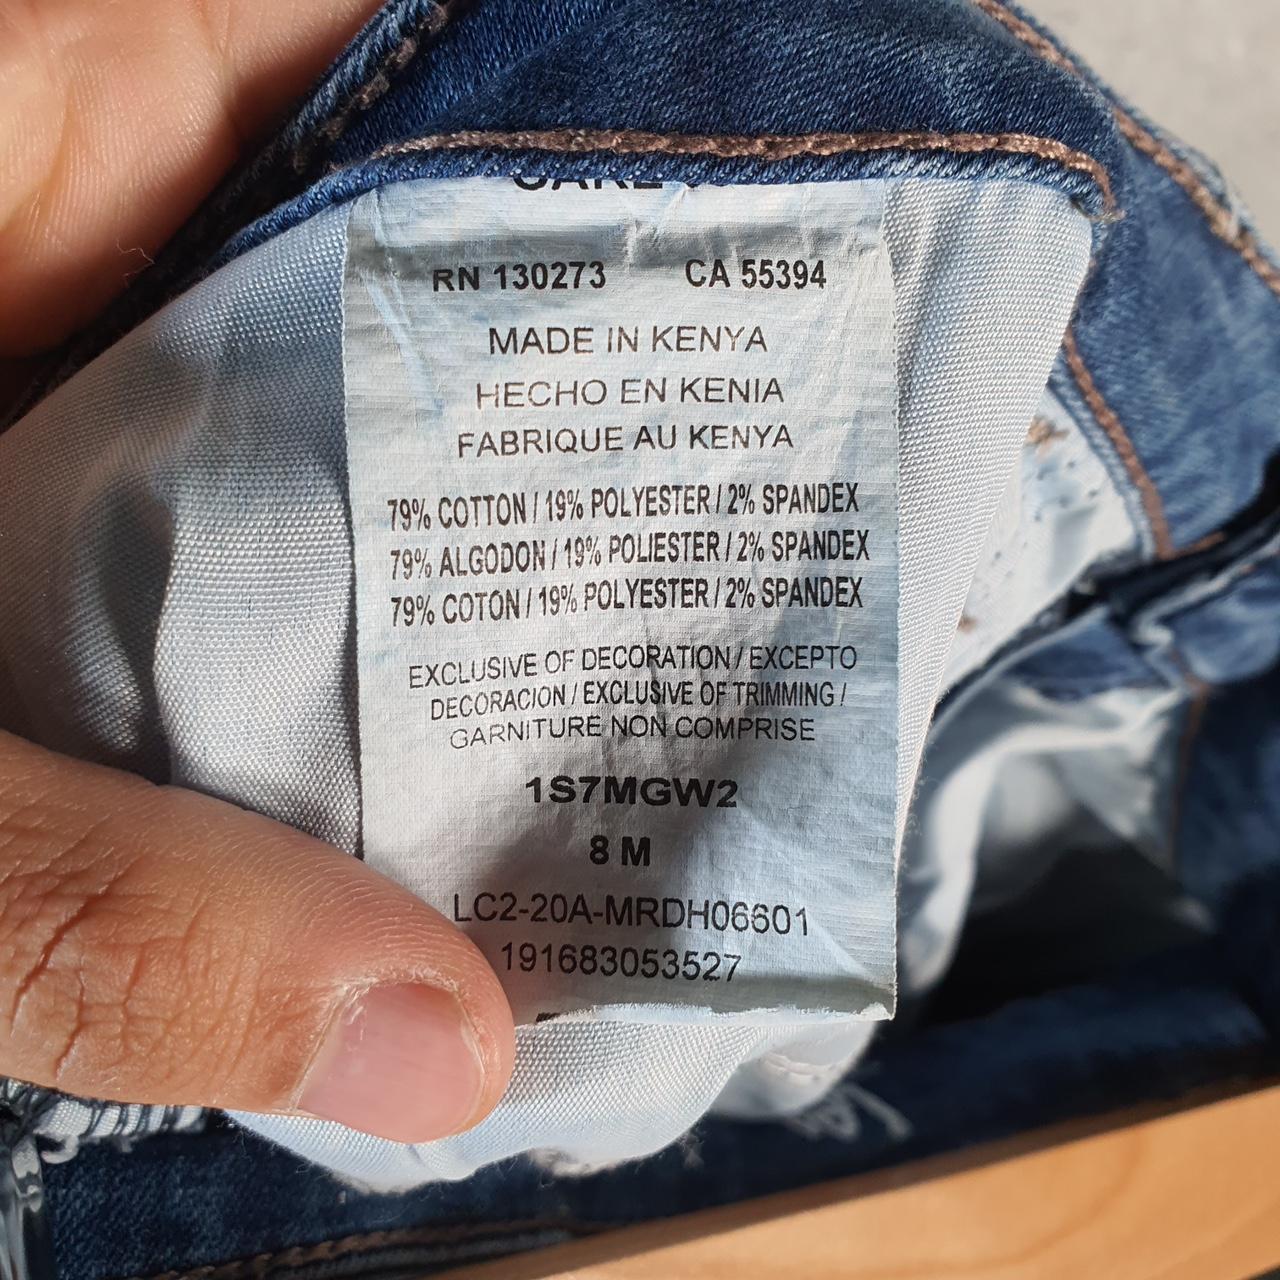 RN 130273 CA 55394
MADE IN KENYA
HECHO EN KENIA
FABRIQUE AU KENYA
79% COTTON / 19% POLYESTER / 2% SPANDEX
79% ALGODON / 19% POLIESTER / 2% SPANDEX
79% COTON / 19% POLYESTER / 2% SPANDEX
EXCLUSIVE OF DECORATION / EXCEPTO
DECORACION / EXCLUSIVE OF TRIMMING /
GARNITURE NON COMPRISE
1S7MGW2
8 M
LC2-20A-MRDH06601
191683053527